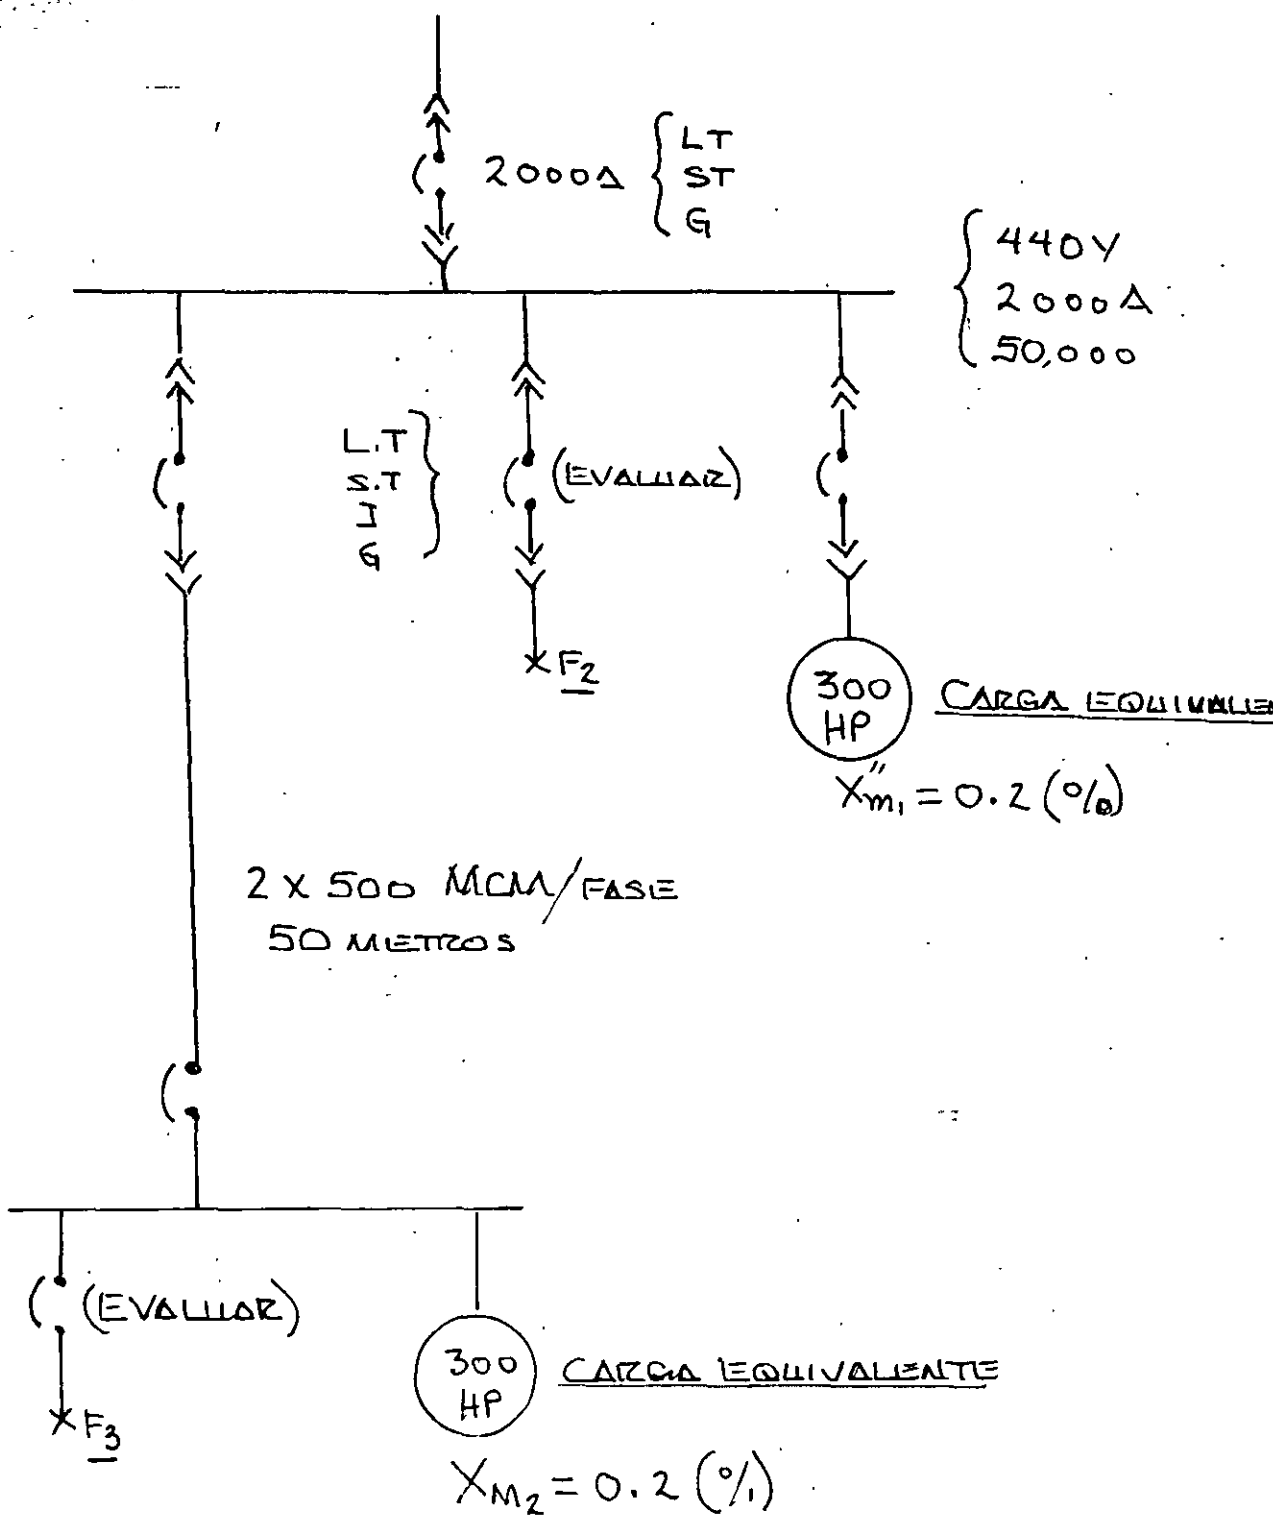 2000A { LT
ST
G
{ 440Y
2000A
50,000
L.T
S.T
I
G }
(EVALUAR)
F2
300
HP
CARGA EQUIVALE
X"m1 = 0.2 (%)
2 X 500 MCM/FASE
50 METROS
(EVALUAR)
F3
300
HP
CARGA EQUIVALENTE
XM2 = 0.2 (%)